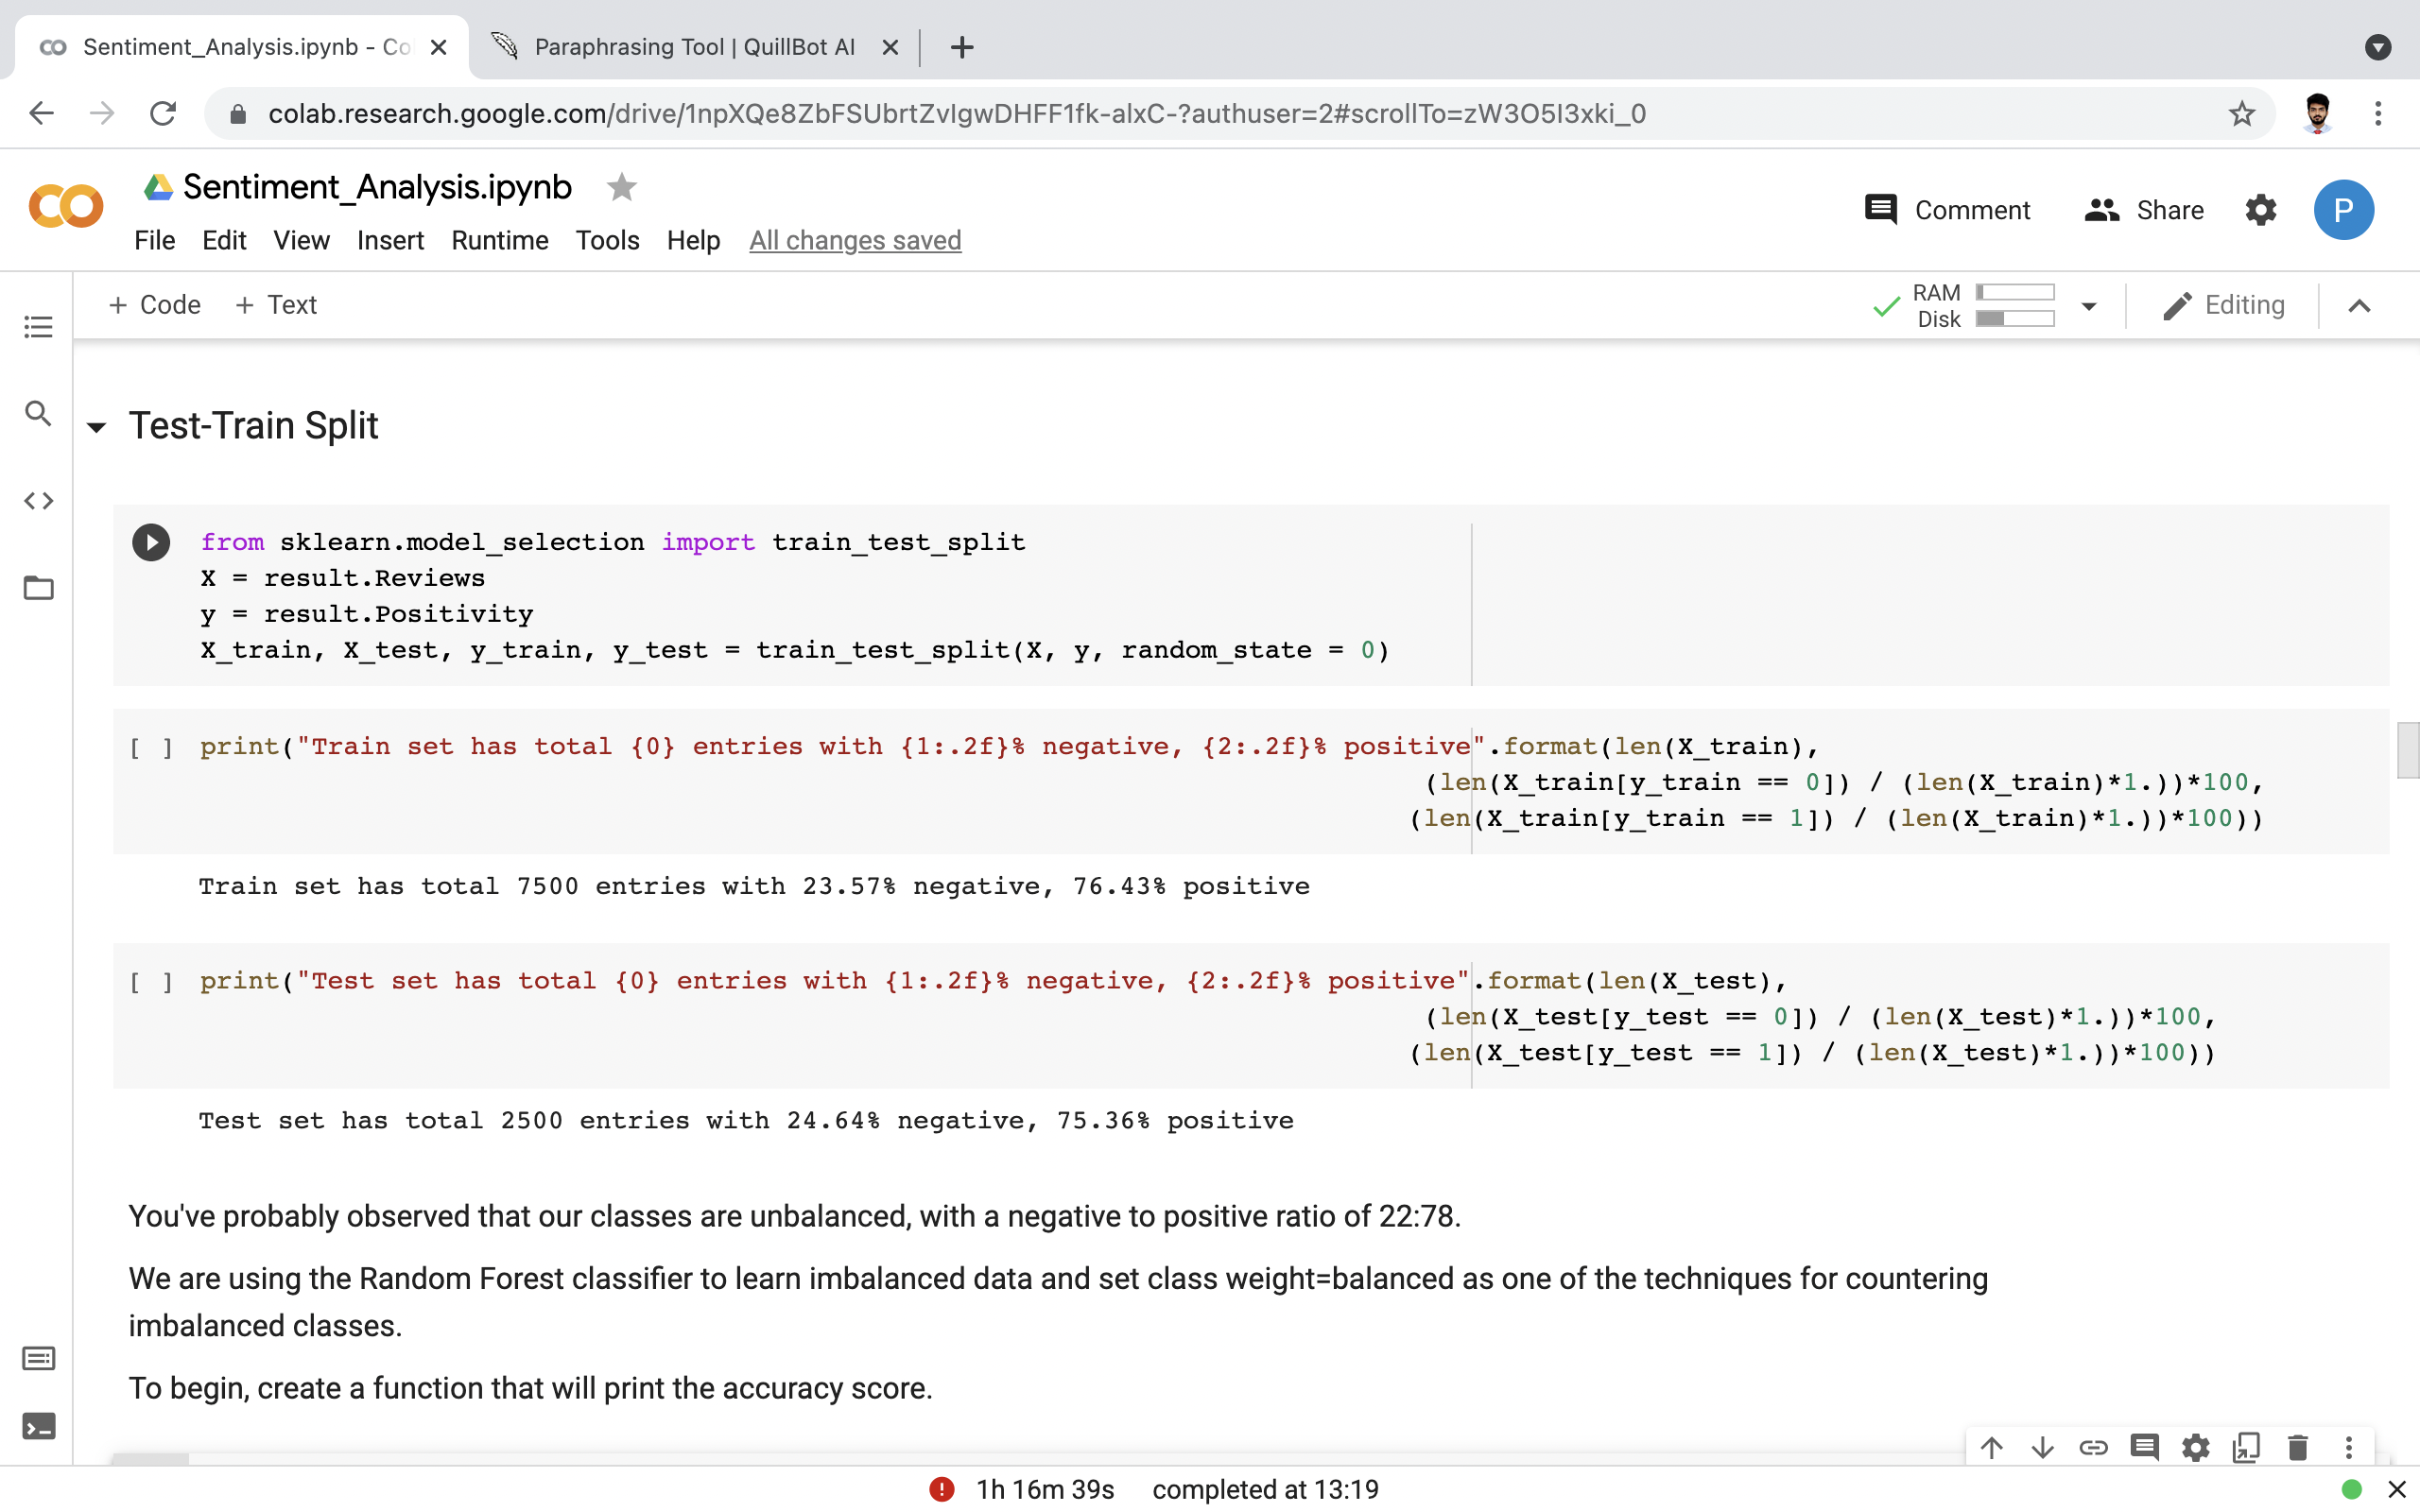 Sentiment_Analysis.ipynb - Co
Paraphrasing Tool | QuillBot AI
colab.research.google.com/drive/1npXQe8ZbFSUbrtZvIgwDHFF1fk-alxC-?authuser=2#scrollTo=zW3O5I3xki_0
Sentiment_Analysis.ipynb
File Edit View Insert Runtime Tools Help All changes saved
Comment Share P
+ Code + Text
RAM
Disk
Editing
Test-Train Split
from sklearn.model_selection import train_test_split
X = result.Reviews
y = result.Positivity
X_train, X_test, y_train, y_test = train_test_split(X, y, random_state = 0)
[ ] print("Train set has total {0} entries with {1:.2f}% negative, {2:.2f}% positive".format(len(X_train),
(len(X_train[y_train == 0]) / (len(X_train)*1.))*100,
(len(X_train[y_train == 1]) / (len(X_train)*1.))*100))
Train set has total 7500 entries with 23.57% negative, 76.43% positive
[ ] print("Test set has total {0} entries with {1:.2f}% negative, {2:.2f}% positive".format(len(X_test),
(len(X_test[y_test == 0]) / (len(X_test)*1.))*100,
(len(X_test[y_test == 1]) / (len(X_test)*1.))*100))
Test set has total 2500 entries with 24.64% negative, 75.36% positive
You've probably observed that our classes are unbalanced, with a negative to positive ratio of 22:78.
We are using the Random Forest classifier to learn imbalanced data and set class weight=balanced as one of the techniques for countering
imbalanced classes.
To begin, create a function that will print the accuracy score.
1h 16m 39s completed at 13:19